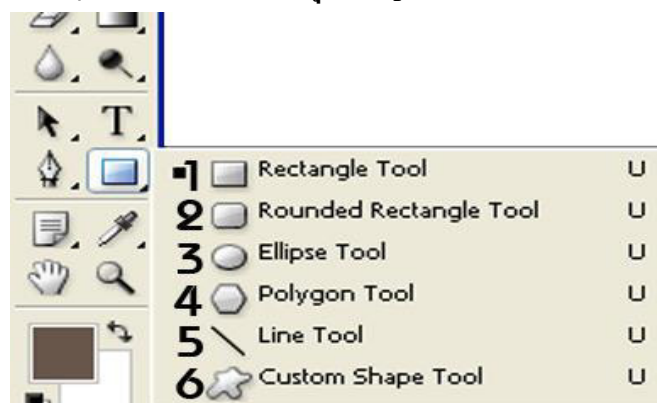 T
1 Rectangle Tool U
2 Rounded Rectangle Tool U
3 Ellipse Tool U
4 Polygon Tool U
5 Line Tool U
6 Custom Shape Tool U